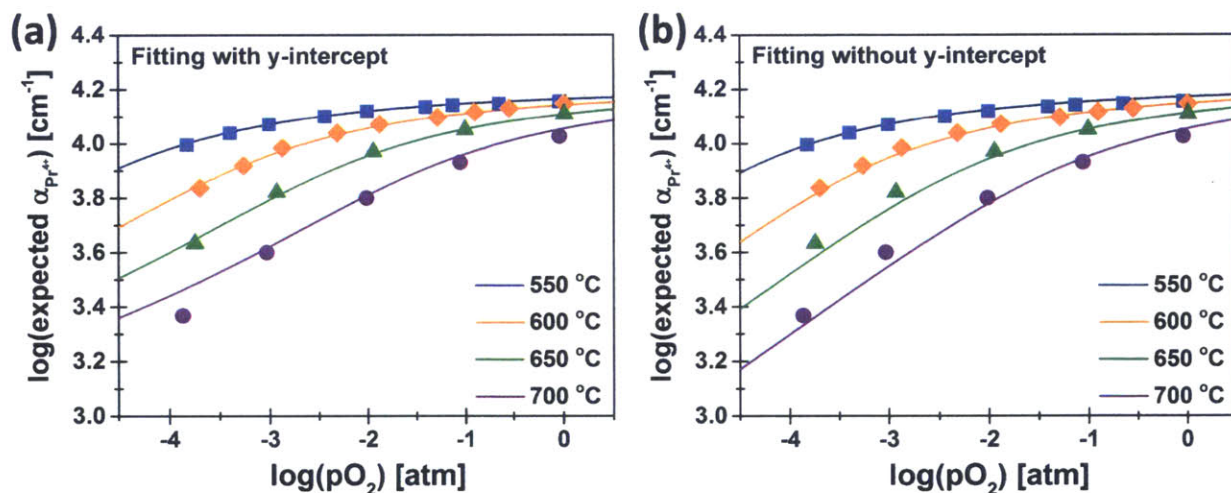 (a)
Fitting with y-intercept
log(expected α_Pr⁴⁺) [cm⁻¹]
4.4
4.2
4.0
3.8
3.6
3.4
3.2
3.0
550 °C
600 °C
650 °C
700 °C
-4 -3 -2 -1 0
log(pO₂) [atm]
(b)
Fitting without y-intercept
log(expected α_Pr⁴⁺) [cm⁻¹]
4.4
4.2
4.0
3.8
3.6
3.4
3.2
3.0
550 °C
600 °C
650 °C
700 °C
-4 -3 -2 -1 0
log(pO₂) [atm]